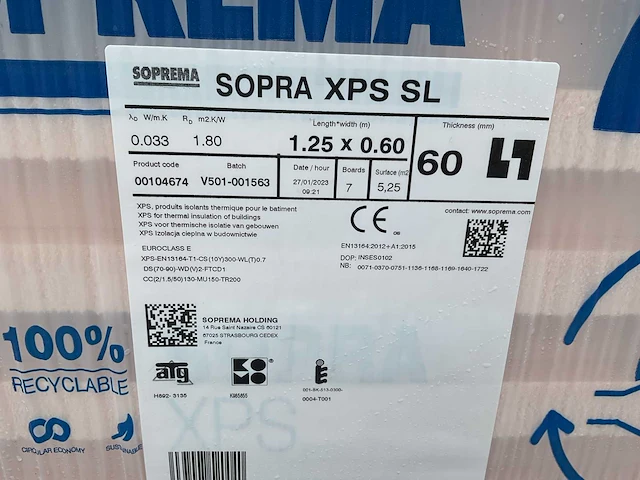 SOPREMA
SOPRA XPS SL
λD W/m.K RD m2.K/W Length*width (m) Thickness (mm)
0.033 1.80 1.25 x 0.60 60
Product code Batch Date / hour Boards Surface (m2
00104674 V501-001563 27/01/2023 7 5,25
09:21
XPS, produits isolants thermique pour le batiment
XPS for thermal insulation of buildings
XPS voor thermische isolatie van gebouwen
XPS Izolacja cieplna w budownictwie
CE 08
contact: www.soprema.com
EUROCLASS E
XPS-EN13164-T1-CS(10Y)300-WL(T)0.7
DS(70-90)-WD(V)2-FTCD1
CC(2/1.5/50)130-MU150-TR200
EN13164:2012+A1:2015
DOP: INSES0102
NB: 0071-0370-0751-1136-1168-1169-1640-1722
SOPREMA HOLDING
14 Rue Saint Nazaire CS 60121
67025 STRASBOURG CEDEX
France
100%
RECYCLABLE
CIRCULAR ECONOMY
atg
KOMO
H892- 3135
K96585
0004-T001
XPS